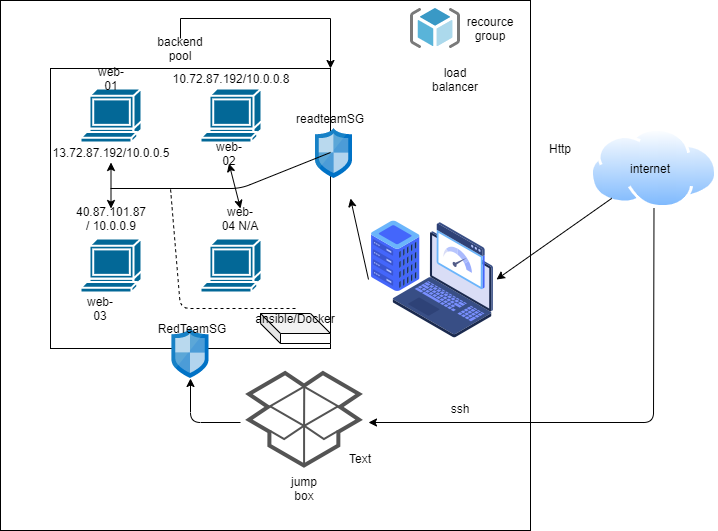 recource
group
backend
pool
load
balancer
web-
01
10.72.87.192/10.0.0.8
readteamSG
13.72.87.192/10.0.0.5
web-
02
Http
internet
40.87.101.87
/ 10.0.0.9
web-
04 N/A
web-
03
ansible/Docker
RedTeamSG
ssh
Text
jump
box